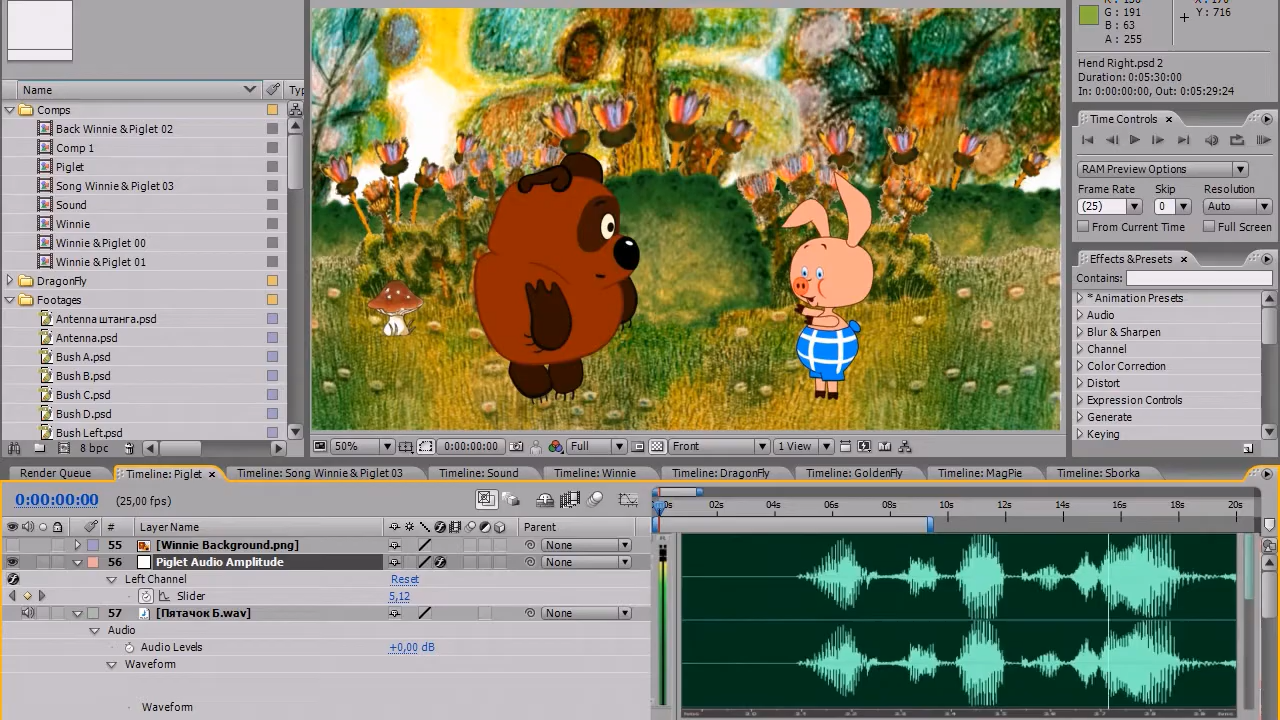 G : 191
Y : 716
B : 63
A : 255
Hend Right.psd 2
Duration: 0:05:30:00
In: 0:00:00:00, Out: 0:05:29:24
Name
Typ
Comps
Back Winnie & Piglet 02
Comp 1
Piglet
Song Winnie & Piglet 03
Sound
Winnie
Winnie & Piglet 00
Winnie & Piglet 01
DragonFly
Footages
Antenna штанга.psd
Antenna.psd
Bush A.psd
Bush B.psd
Bush C.psd
Bush D.psd
Bush Left.psd
8 bpc
Time Controls
RAM Preview Options
Frame Rate Skip Resolution
(25) 0 Auto
From Current Time Full Screen
Effects & Presets
Contains:
* Animation Presets
Audio
Blur & Sharpen
Channel
Color Correction
Distort
Expression Controls
Generate
Keying
50% 0:00:00:00 Full Front 1 View
Render Queue Timeline: Piglet Timeline: Song Winnie & Piglet 03 Timeline: Sound Timeline: Winnie Timeline: DragonFly Timeline: GoldenFly Timeline: MagPie Timeline: Sborka
0:00:00:00 (25,00 fps)
0s 02s 04s 06s 08s 10s 12s 14s 16s 18s 20s
# Layer Name Parent
55 [Winnie Background.png] None
56 Piglet Audio Amplitude None
Left Channel Reset
Slider 5,12
57 [Пятачок Б.wav] None
Audio
Audio Levels +0,00 dB
Waveform
Waveform